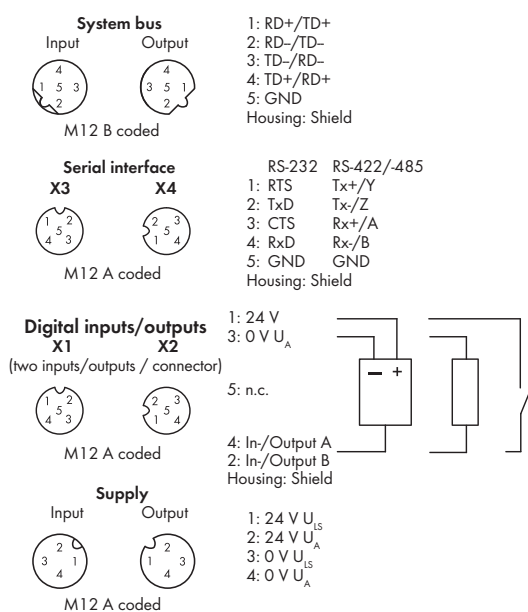 System bus
Input Output
4
1 5 3
2
4
3 5 1
2
M12 B coded
1: RD+/TD+
2: RD–/TD–
3: TD–/RD–
4: TD+/RD+
5: GND
Housing: Shield
Serial interface
X3 X4
1 2
5
4 3
2 3
5
1 4
M12 A coded
RS-232 RS-422/-485
1: RTS Tx+/Y
2: TxD Tx-/Z
3: CTS Rx+/A
4: RxD Rx-/B
5: GND GND
Housing: Shield
Digital inputs/outputs
X1 X2
(two inputs/outputs / connector)
1 2
5
4 3
2 3
5
1 4
M12 A coded
1: 24 V
3: 0 V U_A
– +
5: n.c.
4: In-/Output A
2: In-/Output B
Housing: Shield
Supply
Input Output
2
3 1
4
2
1 3
4
M12 A coded
1: 24 V U_LS
2: 24 V U_A
3: 0 V U_LS
4: 0 V U_A